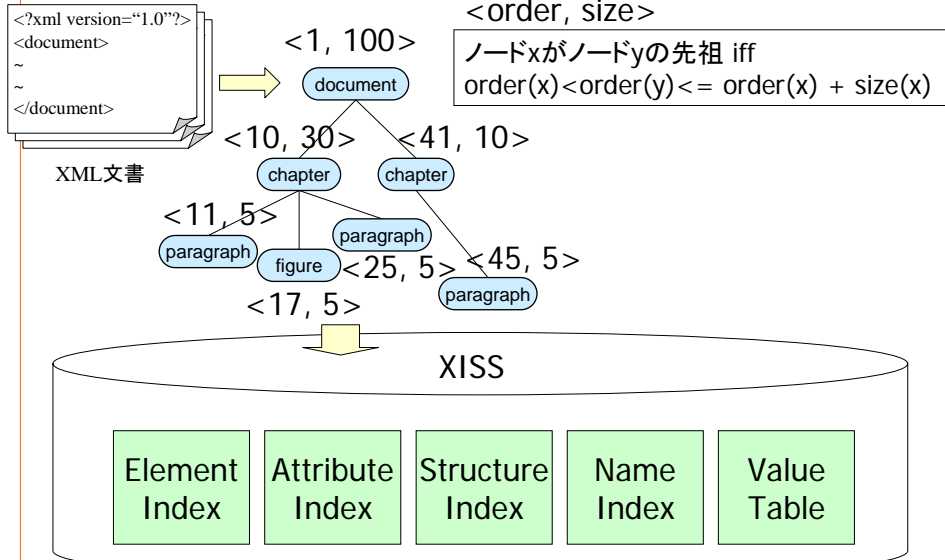 <?xml version=“1.0”?>
<document>
~
~
</document>
XML文書
<order, size>
ノードxがノードyの先祖 iff
order(x)<order(y)<= order(x) + size(x)
<1, 100>
document
<10, 30>
<41, 10>
chapter
chapter
<11, 5>
paragraph
paragraph
figure
<25, 5>
<45, 5>
paragraph
<17, 5>
XISS
Element
Index
Attribute
Index
Structure
Index
Name
Index
Value
Table